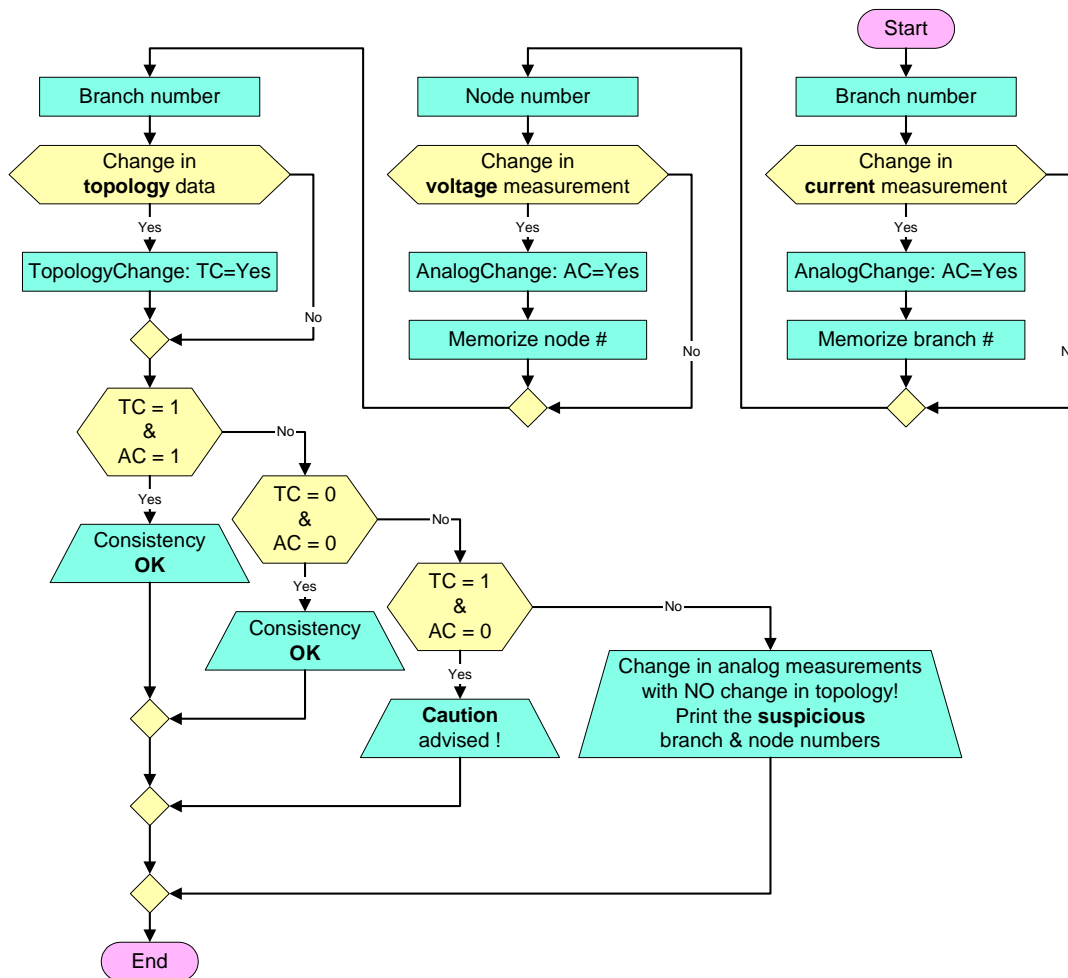 Start
Branch number
Change in
current measurement
Yes
AnalogChange: AC=Yes
Memorize branch #
Node number
Change in
voltage measurement
Yes
AnalogChange: AC=Yes
Memorize node #
No
Branch number
Change in
topology data
Yes
TopologyChange: TC=Yes
No
TC = 1
&
AC = 1
No
Yes
Consistency
OK
TC = 0
&
AC = 0
No
Yes
Consistency
OK
TC = 1
&
AC = 0
No
Yes
Caution
advised !
Change in analog measurements
with NO change in topology!
Print the suspicious
branch & node numbers
End